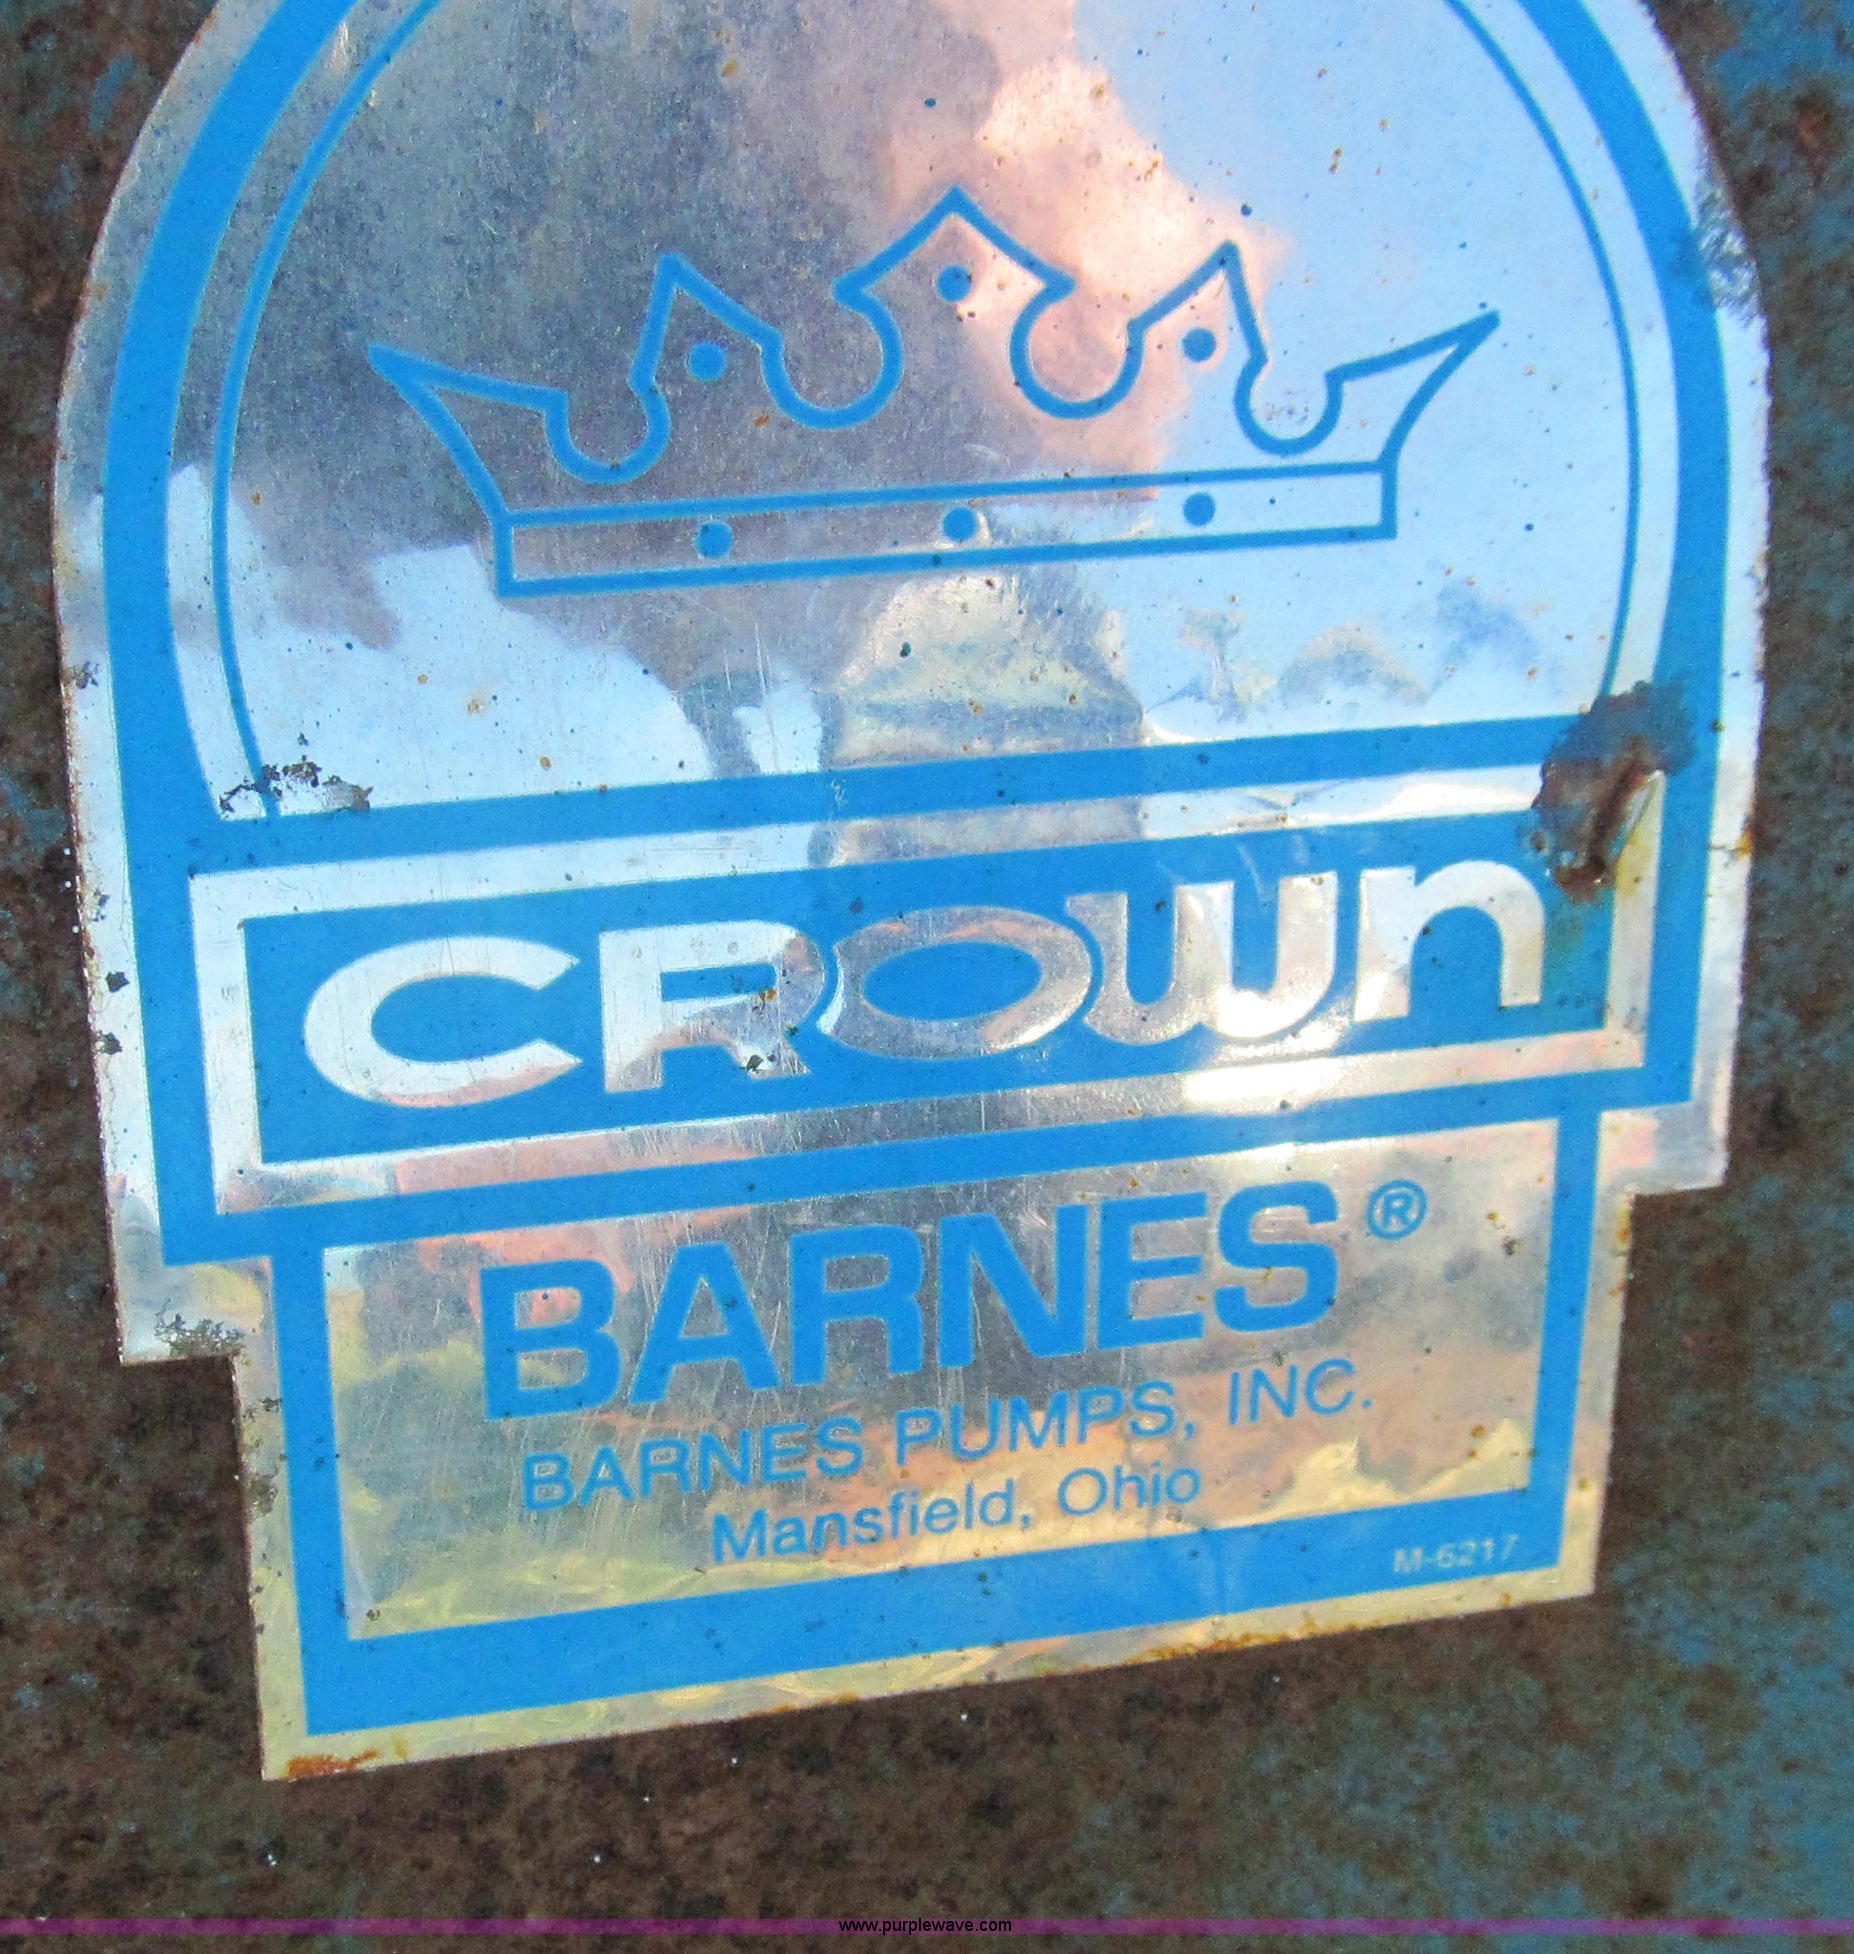 CROWN
BARNES®
BARNES PUMPS, INC.
Mansfield, Ohio
M-6217
www.purplewave.com